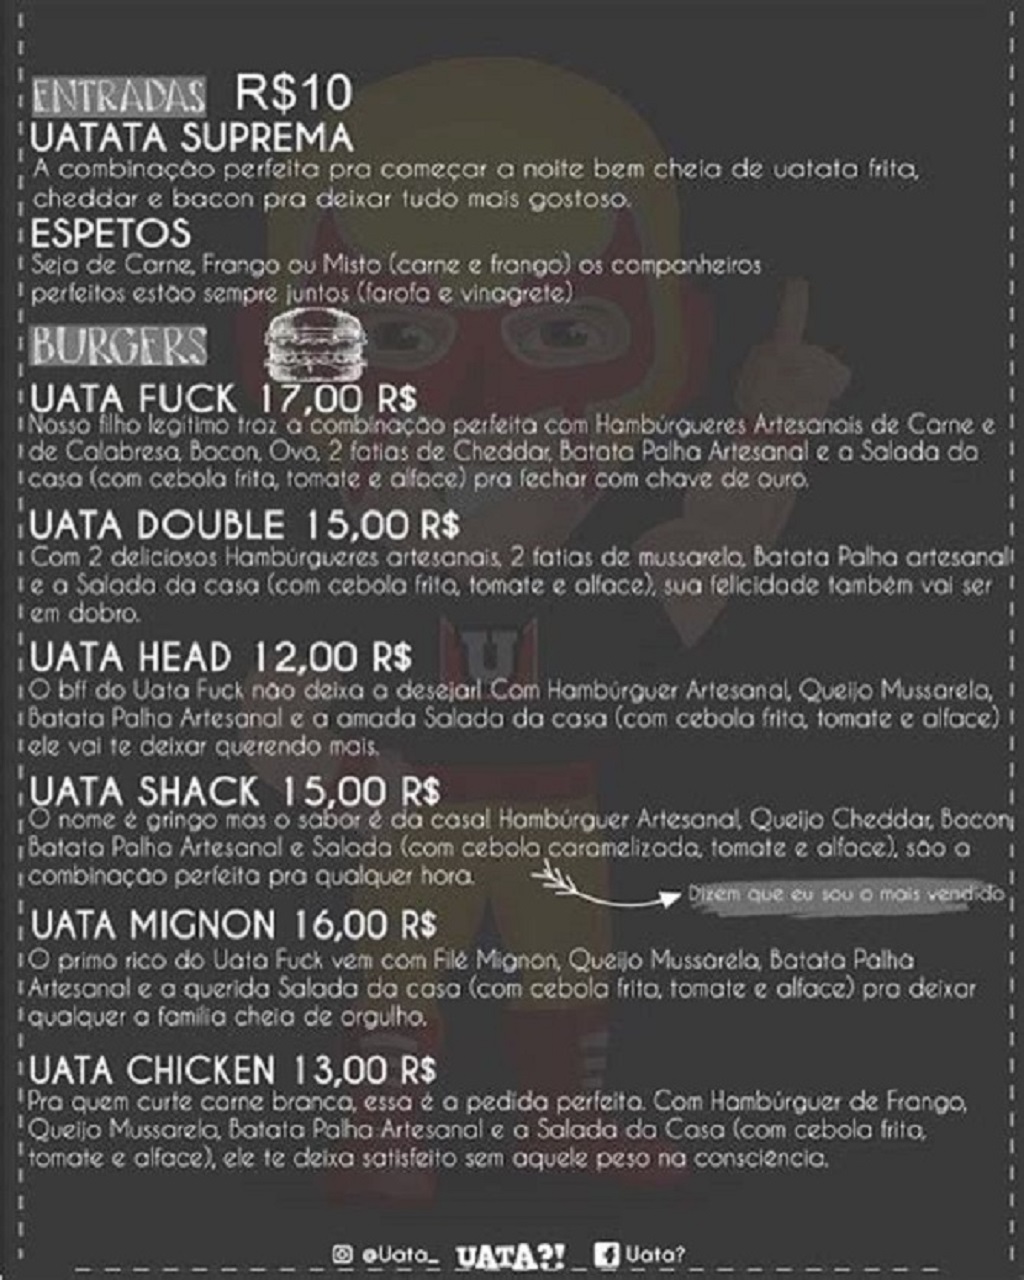 ENTRADAS R$10
UATATA SUPREMA
A combinação perfeita pra começar a noite bem cheia de uatata frita,
cheddar e bacon pra deixar tudo mais gostoso.
ESPETOS
Seja de Carne, Frango ou Misto (carne e frango) os companheiros
perfeitos estão sempre juntos (farofa e vinagrete)
BURGERS
UATA FUCK 17,00 R$
Nosso filho legítimo traz a combinação perfeita com Hambúrgueres Artesanais de Carne e
de Calabresa, Bacon, Ovo, 2 fatias de Cheddar, Batata Palha Artesanal e a Salada da
casa (com cebola frita, tomate e alface) pra fechar com chave de ouro.
UATA DOUBLE 15,00 R$
Com 2 deliciosos Hambúrgueres artesanais, 2 fatias de mussarela, Batata Palha artesanal
e a Salada da casa (com cebola frita, tomate e alface), sua felicidade também vai ser
em dobro.
UATA HEAD 12,00 R$
O bff do Uata Fuck não deixa a desejar! Com Hambúrguer Artesanal, Queijo Mussarela,
Batata Palha Artesanal e a amada Salada da casa (com cebola frita, tomate e alface)
ele vai te deixar querendo mais.
UATA SHACK 15,00 R$
O nome é gringo mas o sabor é da casa! Hambúrguer Artesanal, Queijo Cheddar, Bacon,
Batata Palha Artesanal e Salada (com cebola caramelizada, tomate e alface), são a
combinação perfeita pra qualquer hora.
Dizem que eu sou o mais vendido
UATA MIGNON 16,00 R$
O primo rico do Uata Fuck vem com Filé Mignon, Queijo Mussarela, Batata Palha
Artesanal e a querida Salada da casa (com cebola frita, tomate e alface) pra deixar
qualquer a família cheia de orgulho.
UATA CHICKEN 13,00 R$
Pra quem curte carne branca, essa é a pedida perfeita. Com Hambúrguer de Frango,
Queijo Mussarela, Batata Palha Artesanal e a Salada da Casa (com cebola frita,
tomate e alface), ele te deixa satisfeito sem aquele peso na consciência.
U
@Uata_ UATA?! Uata?